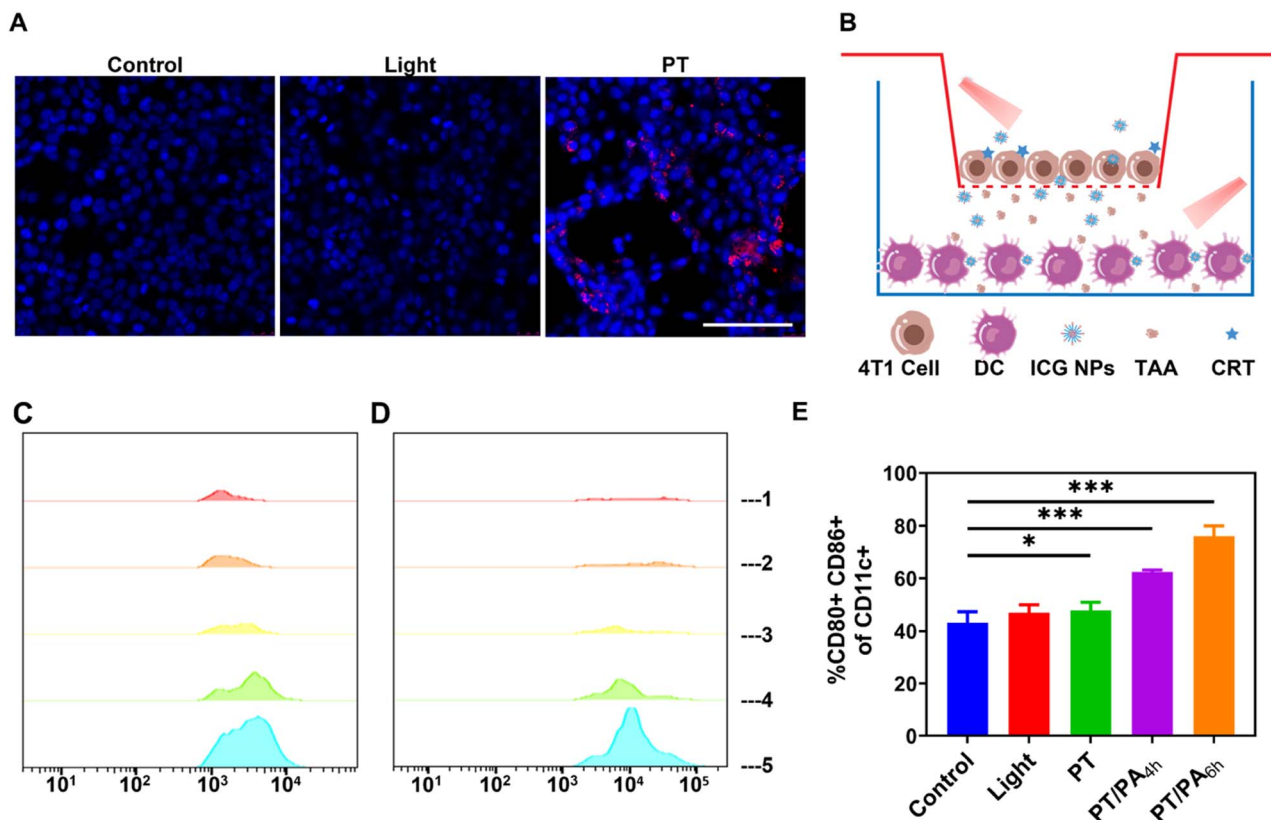 A
Control Light PT
B
4T1 Cell DC ICG NPs TAA CRT
C
---1
---2
---3
---4
---5
10¹ 10² 10³ 10⁴
D
10¹ 10² 10³ 10⁴ 10⁵
E
%CD80+ CD86+
of CD11c+
100
80
60
40
20
0
***
***
*
Control Light PT PT/PA4h PT/PA6h